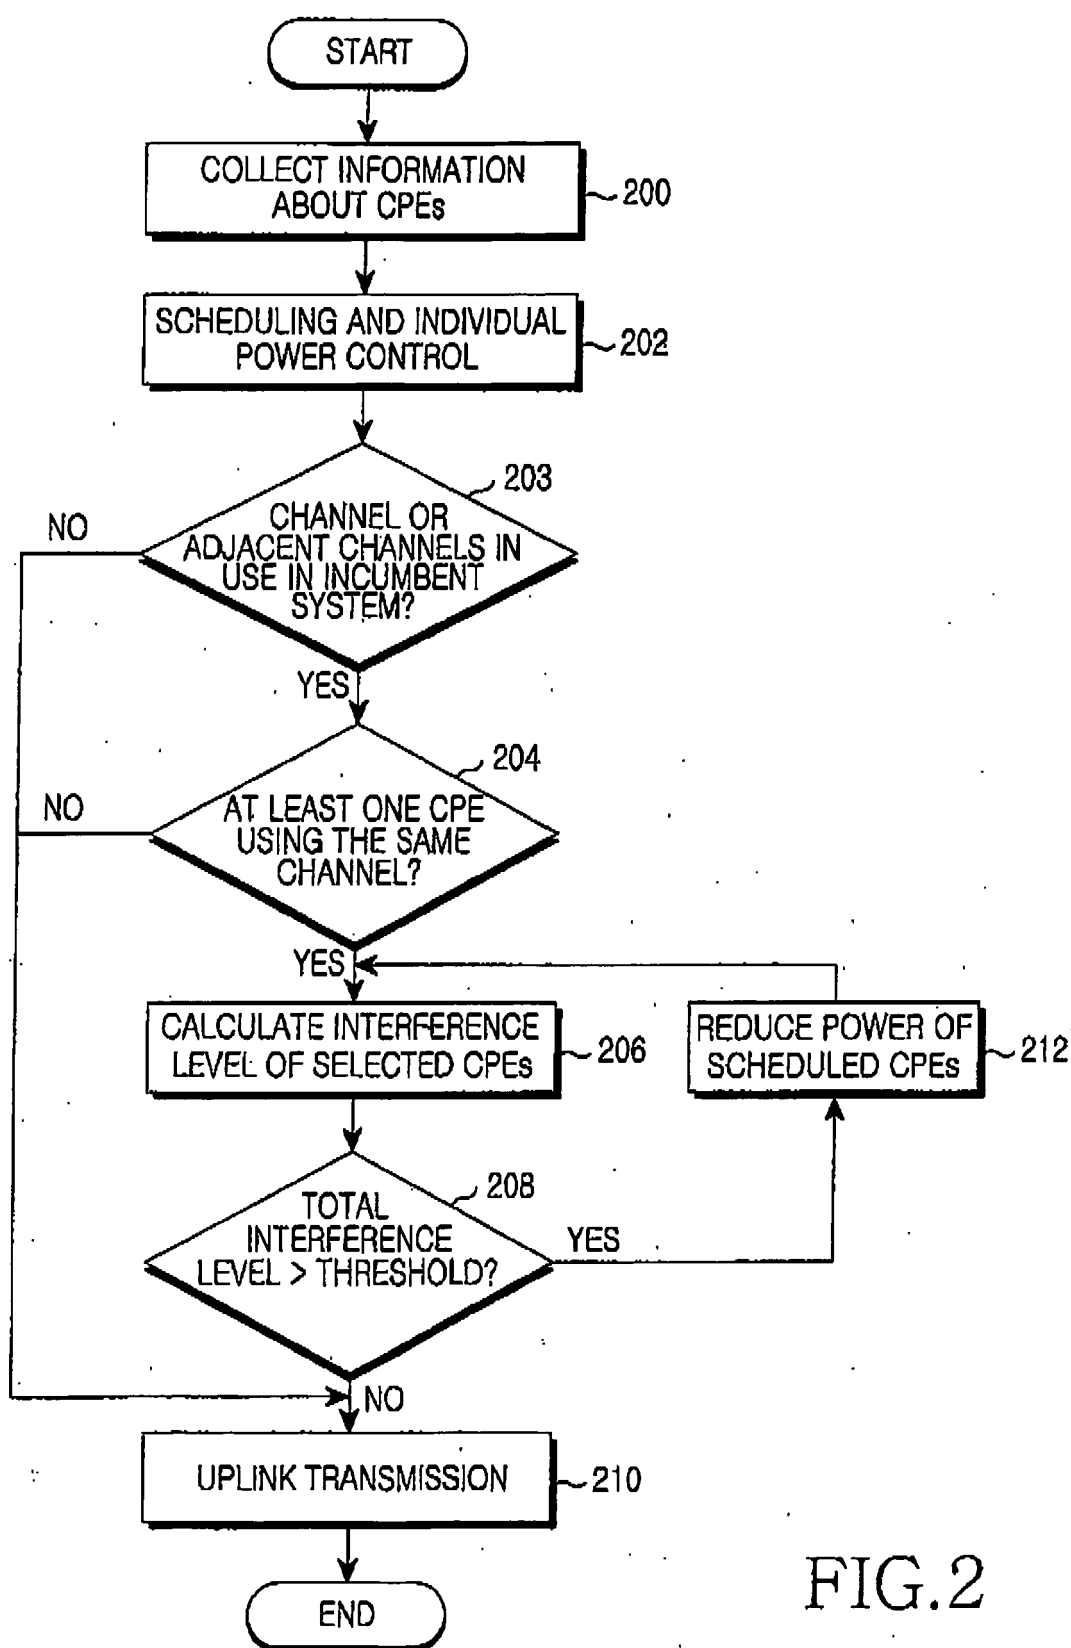 START
COLLECT INFORMATION
ABOUT CPEs
200
SCHEDULING AND INDIVIDUAL
POWER CONTROL
202
203
CHANNEL OR
ADJACENT CHANNELS IN
USE IN INCUMBENT
SYSTEM?
NO
YES
204
AT LEAST ONE CPE
USING THE SAME
CHANNEL?
NO
YES
CALCULATE INTERFERENCE
LEVEL OF SELECTED CPEs
206
REDUCE POWER OF
SCHEDULED CPEs
212
208
TOTAL
INTERFERENCE
LEVEL > THRESHOLD?
YES
NO
UPLINK TRANSMISSION
210
END
FIG.2